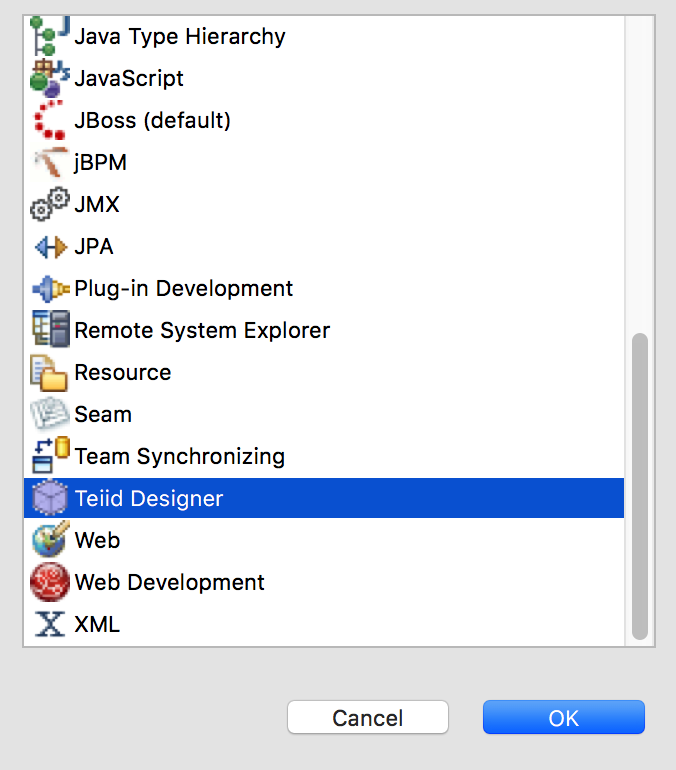 Java Type Hierarchy
JavaScript
JBoss (default)
jBPM
JMX
JPA
Plug-in Development
Remote System Explorer
Resource
Seam
Team Synchronizing
Teiid Designer
Web
Web Development
XML
Cancel OK